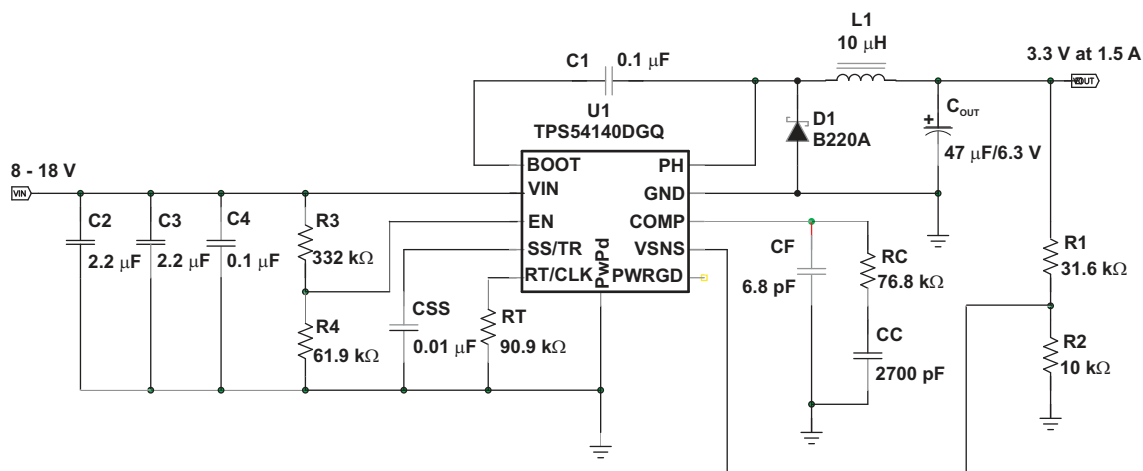 L1
10 μH
3.3 V at 1.5 A
C1
0.1 μF
U1
TPS54140DGQ
D1
B220A
C_OUT
+
47 μF/6.3 V
8 - 18 V
VIN
BOOT
VIN
EN
SS/TR
RT/CLK
PwPd
PH
GND
COMP
VSNS
PWRGD
C2
2.2 μF
C3
2.2 μF
C4
0.1 μF
R3
332 kΩ
R4
61.9 kΩ
CSS
0.01 μF
RT
90.9 kΩ
CF
6.8 pF
RC
76.8 kΩ
CC
2700 pF
R1
31.6 kΩ
R2
10 kΩ